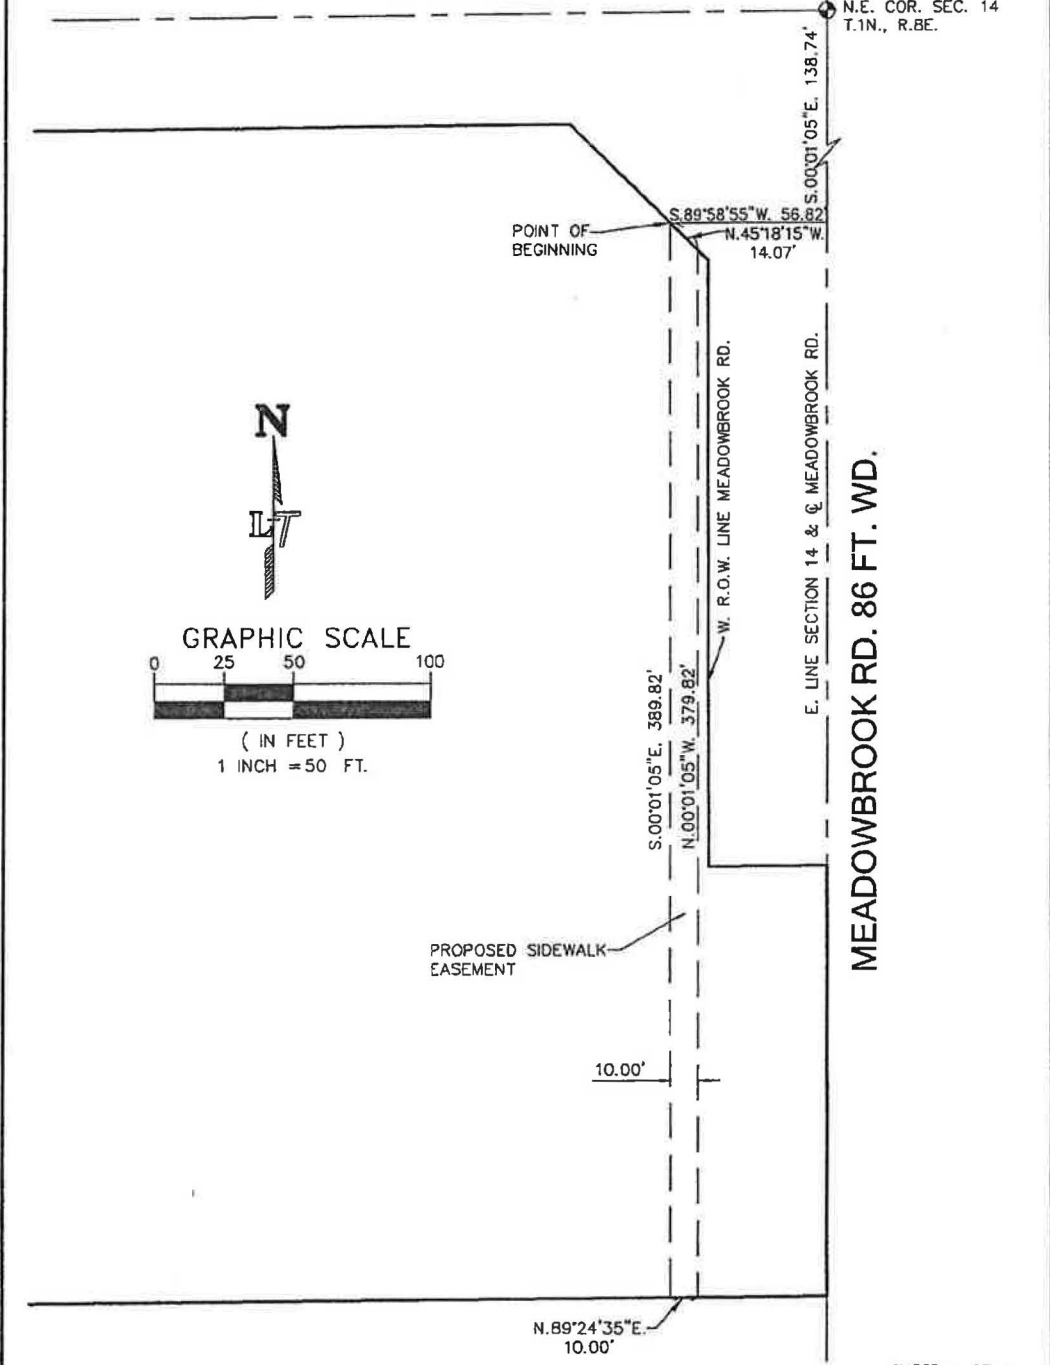 N.E. COR. SEC. 14
T.1N., R.8E.
S.00°01'05"E. 138.74'
S.89°58'55"W. 56.82'
N.45°18'15"W.
14.07'
POINT OF
BEGINNING
W. R.O.W. LINE MEADOWBROOK RD.
E. LINE SECTION 14 & ℄ MEADOWBROOK RD.
MEADOWBROOK RD. 86 FT. WD.
N
LT
GRAPHIC SCALE
0 25 50 100
( IN FEET )
1 INCH = 50 FT.
S.00°01'05"E. 389.82'
N.00°01'05"W. 379.82'
PROPOSED SIDEWALK
EASEMENT
10.00'
N.89°24'35"E.
10.00'